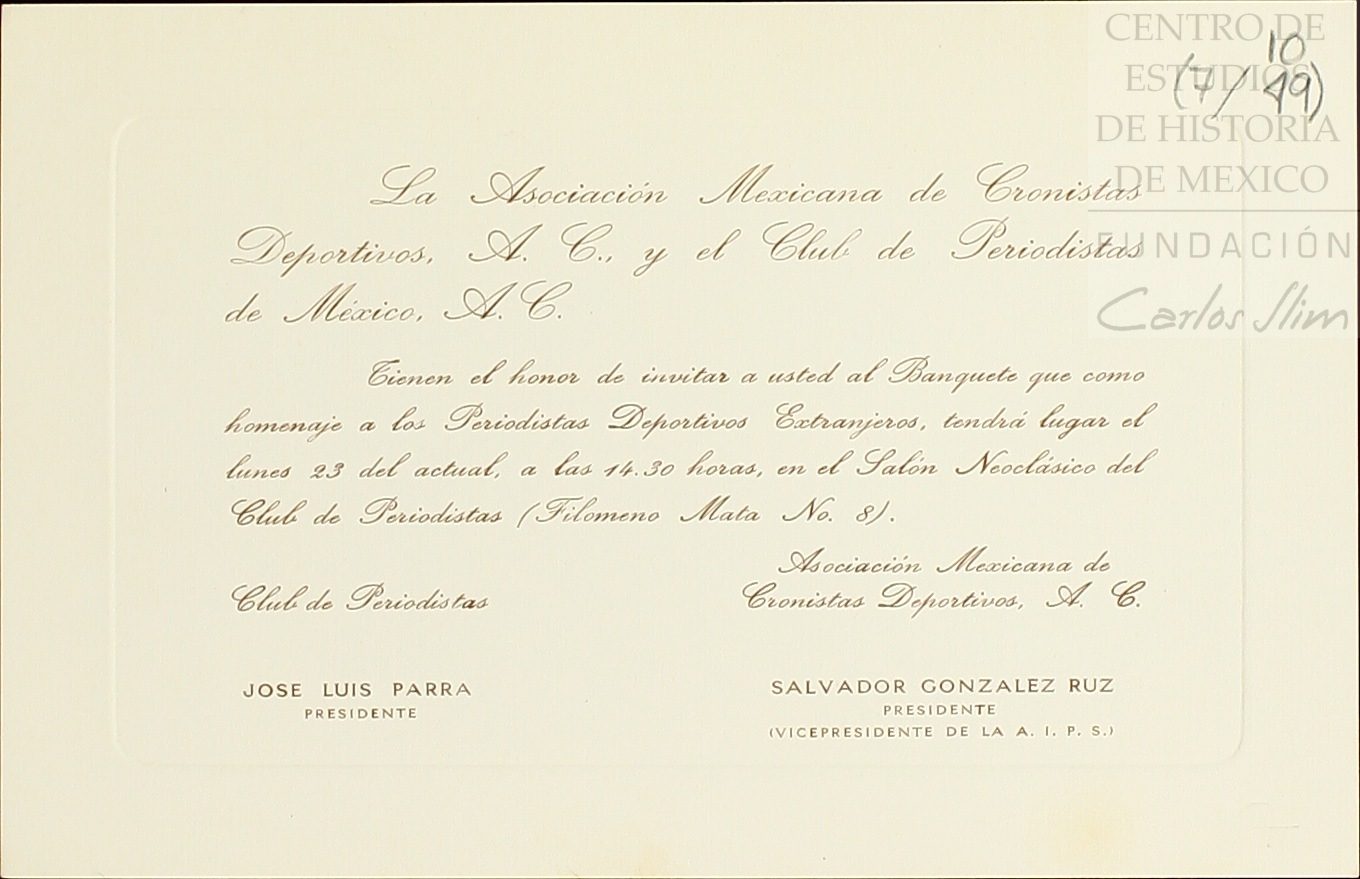 CENTRO DE
ESTUDIOS
DE HISTORIA
DE MEXICO
FUNDACIÓN
Carlos Slim
10
(7/49)
La Asociación Mexicana de Cronistas
Deportivos, A. C., y el Club de Periodistas
de México, A. C.
Tienen el honor de invitar a usted al Banquete que como
homenaje a los Periodistas Deportivos Extranjeros, tendrá lugar el
lunes 23 del actual, a las 14.30 horas, en el Salón Neoclásico del
Club de Periodistas (Filomeno Mata No. 8).
Club de Periodistas
JOSE LUIS PARRA
PRESIDENTE
Asociación Mexicana de
Cronistas Deportivos, A. C.
SALVADOR GONZALEZ RUZ
PRESIDENTE
(VICEPRESIDENTE DE LA A. I. P. S.)